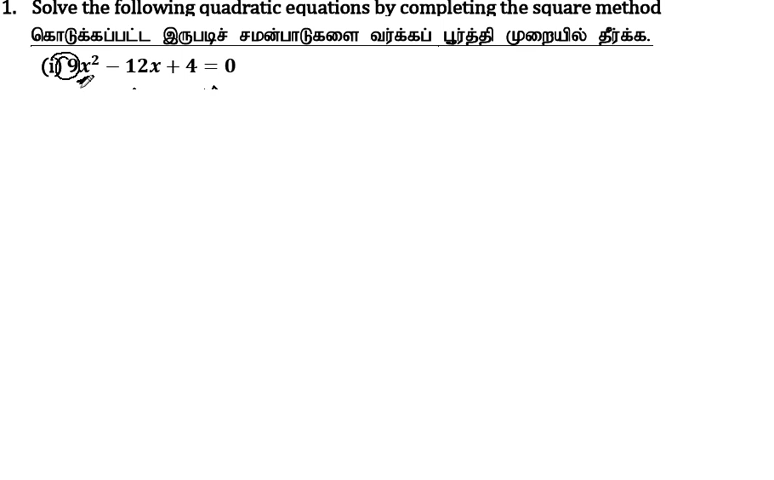 1. Solve the following quadratic equations by completing the square method
கொடுக்கப்பட்ட இருபடிச் சமன்பாடுகளை வர்க்கப் பூர்த்தி முறையில் தீர்க்க.
(i) 9x² − 12x + 4 = 0